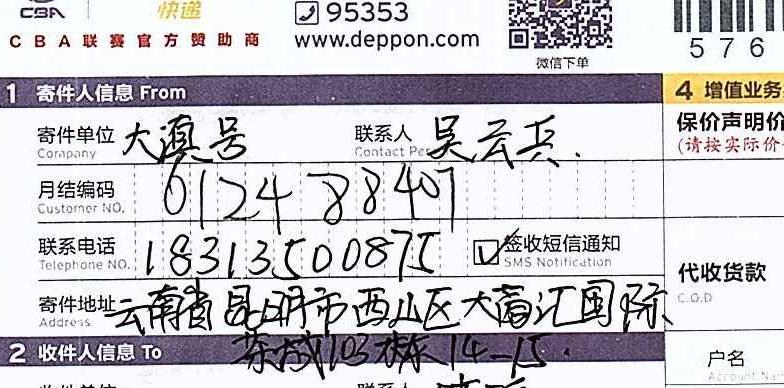 CBA 快递 95353
CBA联赛官方赞助商 www.deppon.com
微信下单
576
1 寄件人信息 From
4 增值业务
寄件单位 大滇号 联系人 吴云兵
Company Contact Per
保价声明价
(请按实际价
月结编码 612488407
Customer NO.
联系电话 18313500875 签收短信通知
Telephone NO. SMS Notification
代收货款
C.O.D
寄件地址 云南省昆明市西山区大商汇国际
Address
茶城103栋14-15
2 收件人信息 To
户名
Account Na
联系人